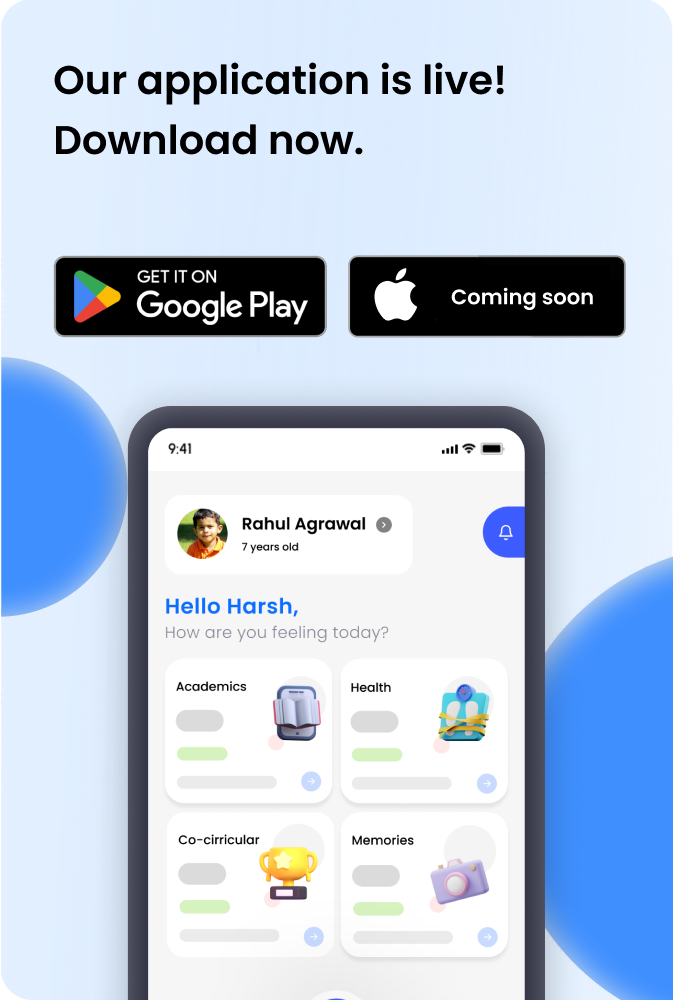 Our application is live!
Download now.
GET IT ON
Google Play
Coming soon
9:41
Rahul Agrawal
7 years old
Hello Harsh,
How are you feeling today?
Academics
Health
Co-cirricular
Memories